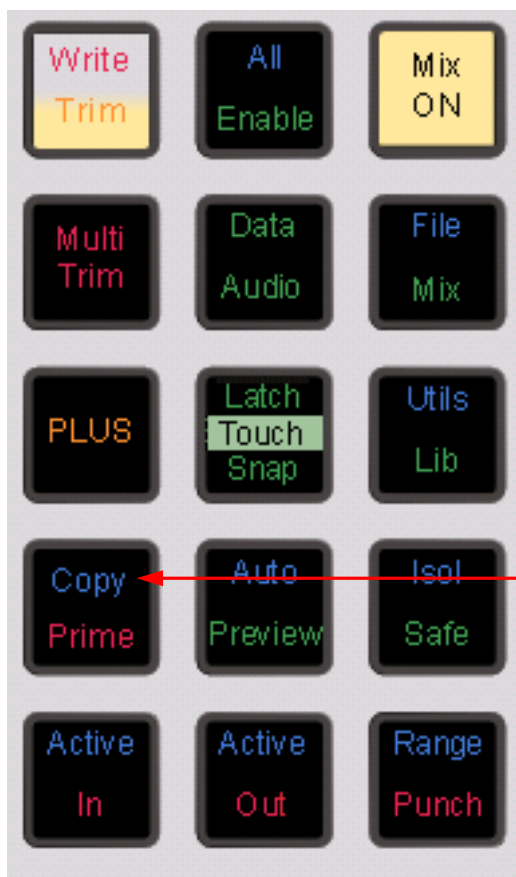 Write
Trim
All
Enable
Mix
ON
Multi
Trim
Data
Audio
File
Mix
PLUS
Latch
Touch
Snap
Utils
Lib
Copy
Prime
Auto
Preview
Isol
Safe
Active
In
Active
Out
Range
Punch